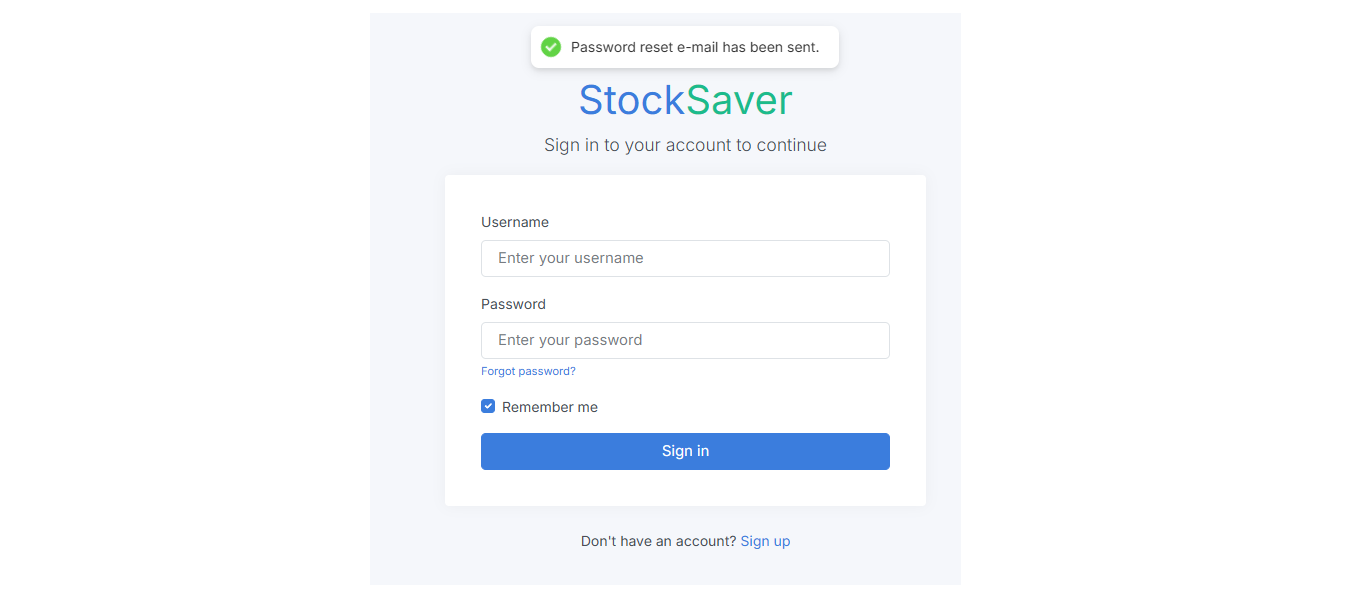 Password reset e-mail has been sent.
StockSaver
Sign in to your account to continue
Username
Enter your username
Password
Enter your password
Forgot password?
Remember me
Sign in
Don't have an account? Sign up